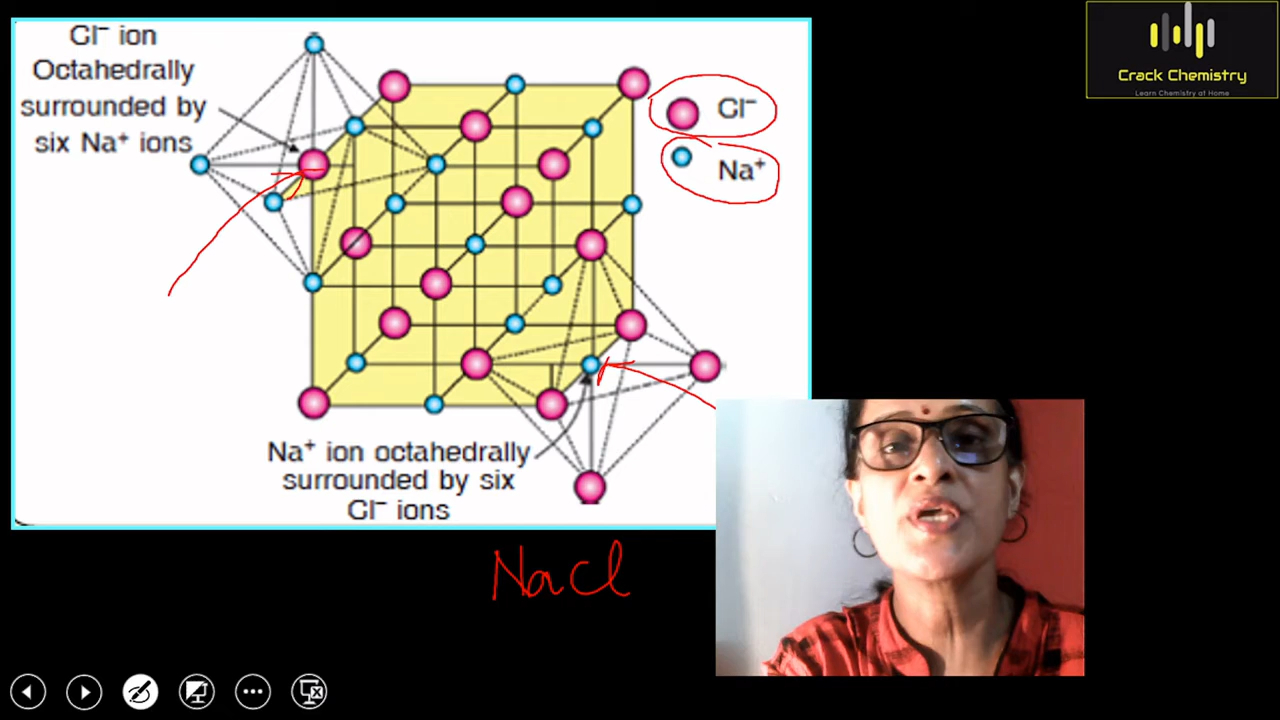 Cl⁻ ion
Octahedrally
surrounded by
six Na⁺ ions
Cl⁻
Na⁺
Na⁺ ion octahedrally
surrounded by six
Cl⁻ ions
NaCl
Crack Chemistry
Learn Chemistry at Home